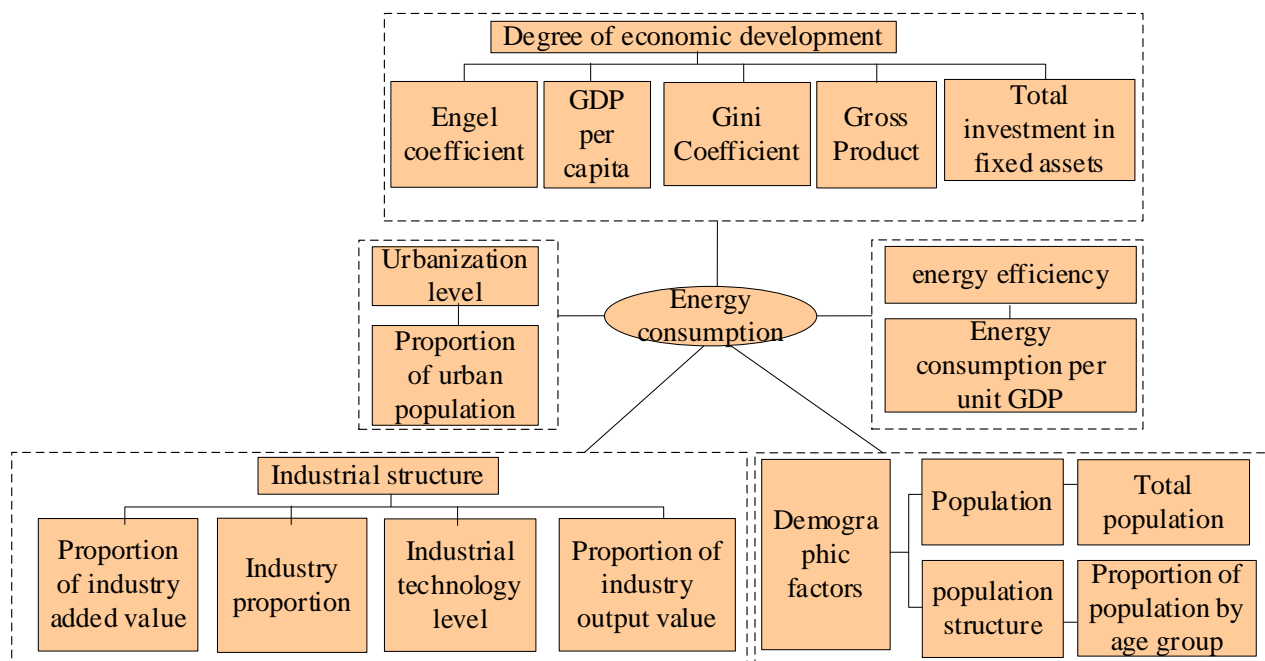 Degree of economic development
Engel
coefficient
GDP
per
capita
Gini
Coefficient
Gross
Product
Total
investment in
fixed assets
Urbanization
level
Proportion
of urban
population
Energy
consumption
energy efficiency
Energy
consumption per
unit GDP
Industrial structure
Proportion
of industry
added value
Industry
proportion
Industrial
technology
level
Proportion of
industry
output value
Demogra
phic
factors
Population
Total
population
population
structure
Proportion of
population by
age group